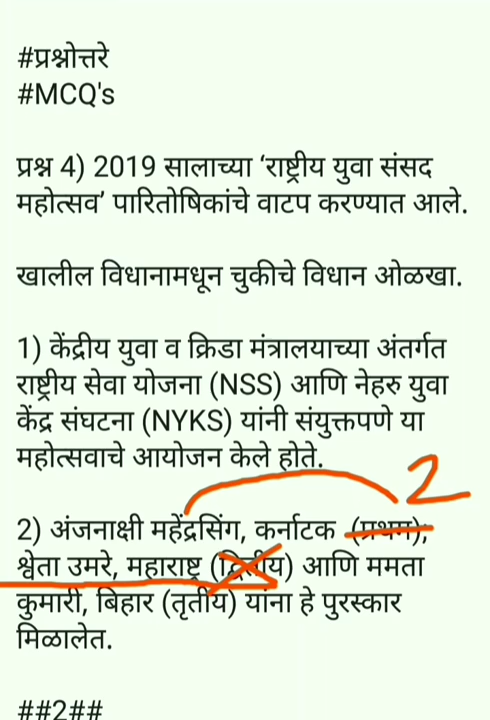 #प्रश्नोत्तरे
#MCQ's
प्रश्न 4) 2019 सालाच्या ‘राष्ट्रीय युवा संसद
महोत्सव’ पारितोषिकांचे वाटप करण्यात आले.
खालील विधानामधून चुकीचे विधान ओळखा.
1) केंद्रीय युवा व क्रिडा मंत्रालयाच्या अंतर्गत
राष्ट्रीय सेवा योजना (NSS) आणि नेहरु युवा
केंद्र संघटना (NYKS) यांनी संयुक्तपणे या
महोत्सवाचे आयोजन केले होते.
2
2) अंजनाक्षी महेंद्रसिंग, कर्नाटक (प्रथम);
श्वेता उमरे, महाराष्ट्र (द्वितीय) आणि ममता
कुमारी, बिहार (तृतीय) यांना हे पुरस्कार
मिळालेत.
##2##